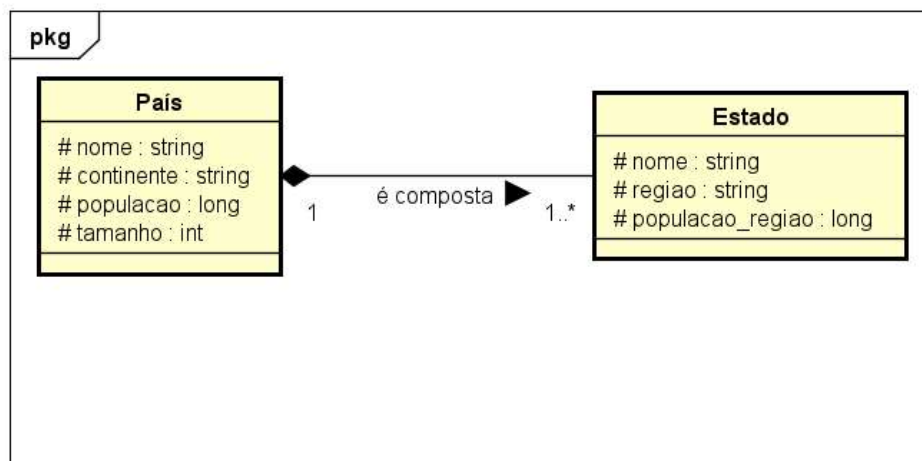 pkg
País
# nome : string
# continente : string
# populacao : long
# tamanho : int
é composta
1
1..*
Estado
# nome : string
# regiao : string
# populacao_regiao : long